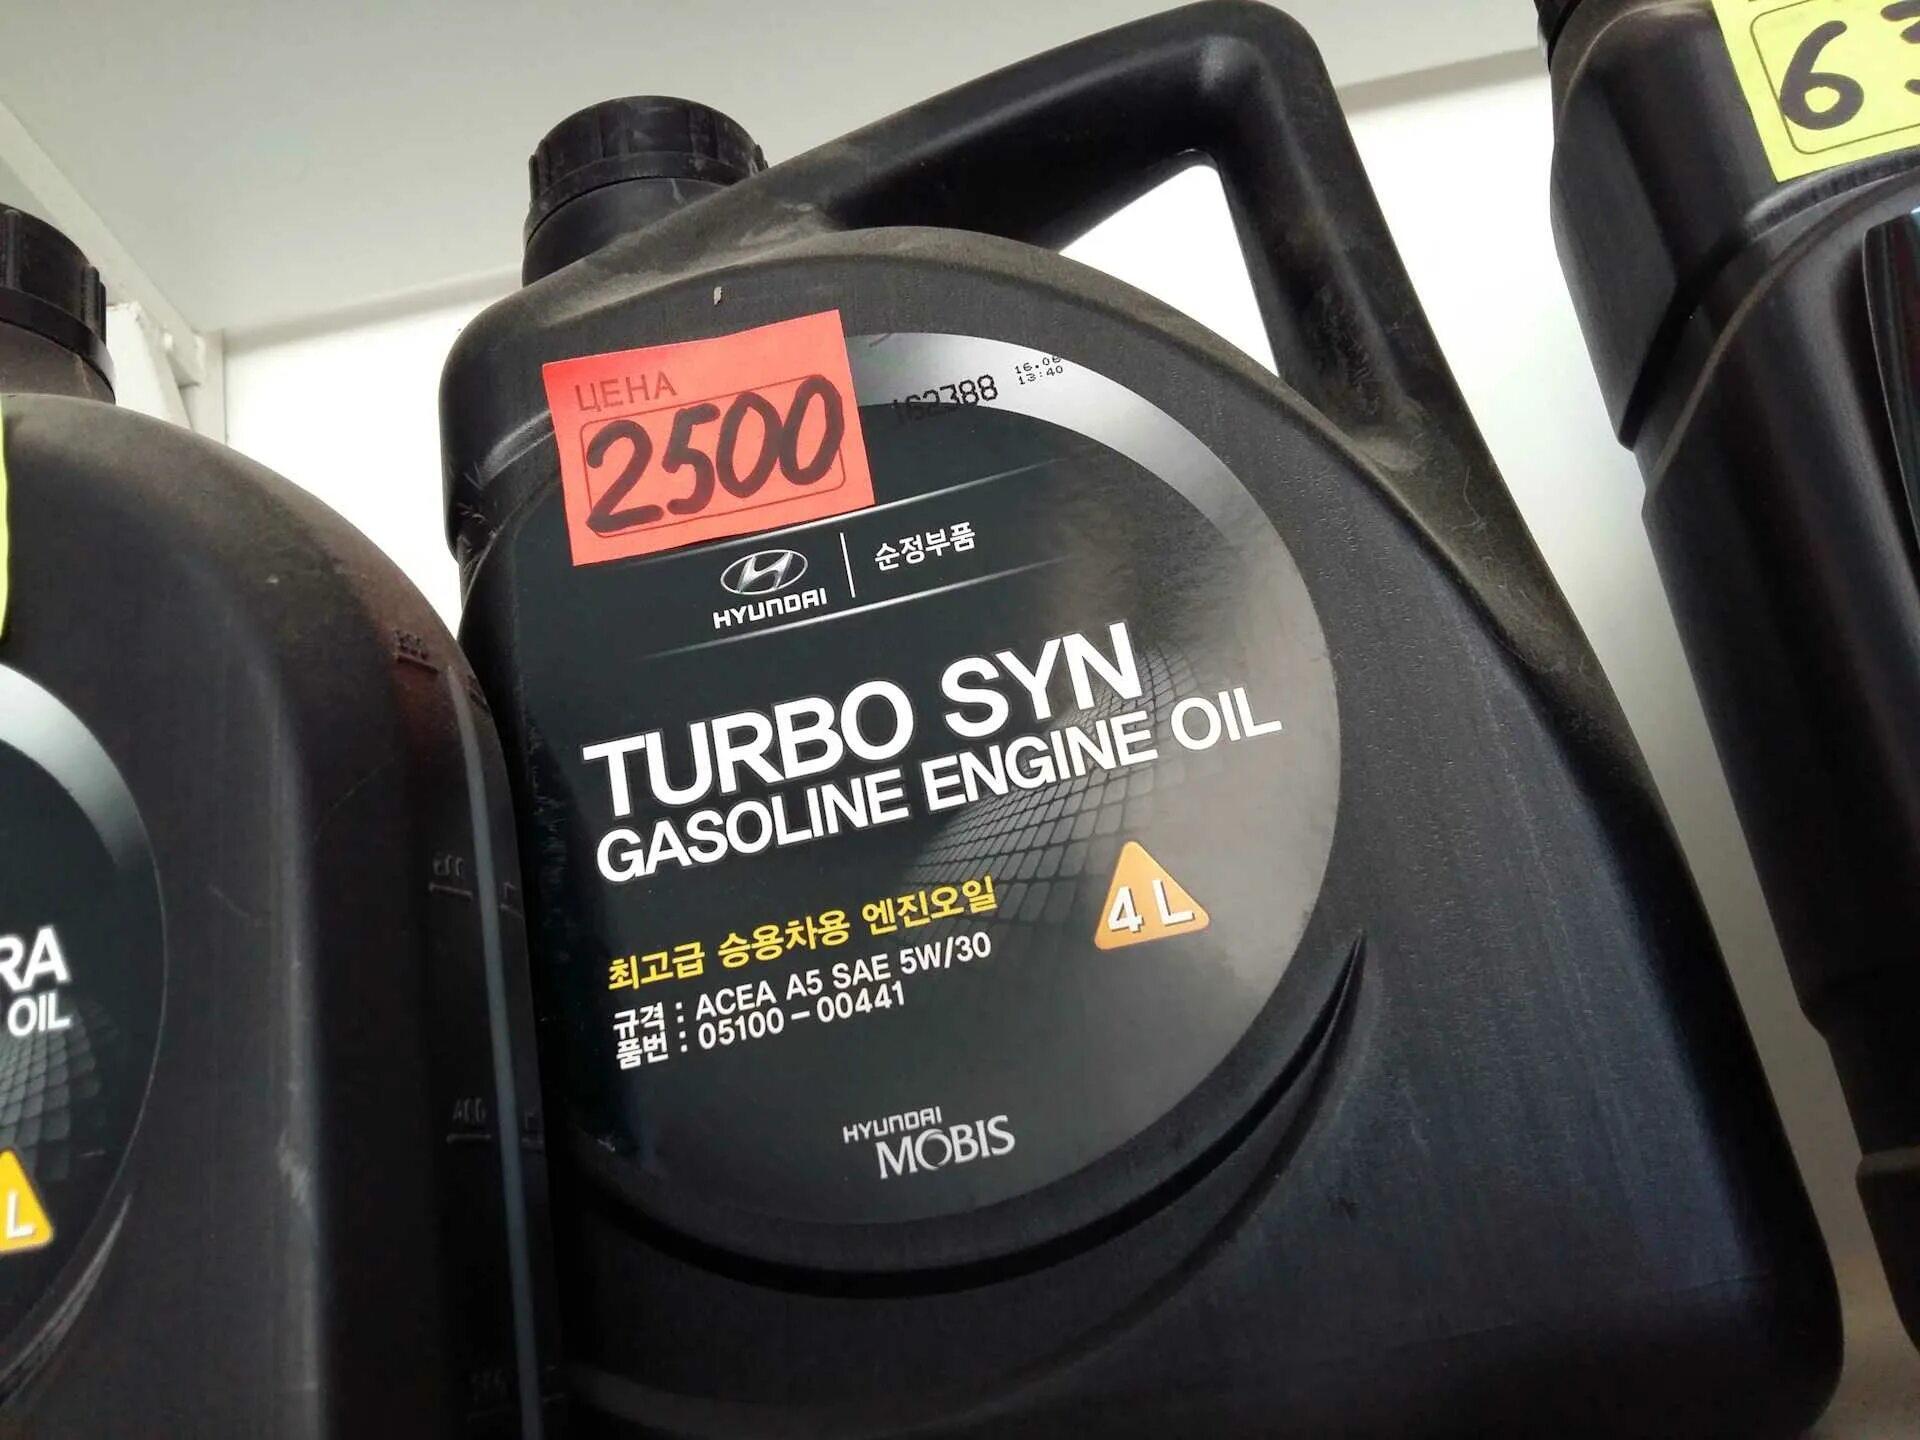 63
ЦЕНА
2500
162388
16.08
13:40
HYUNDAI
순정부품
TURBO SYN
GASOLINE ENGINE OIL
4 L
최고급 승용차용 엔진오일
규격 : ACEA A5 SAE 5W/30
품번 : 05100-00441
HYUNDAI
MOBIS
RA
OIL
L